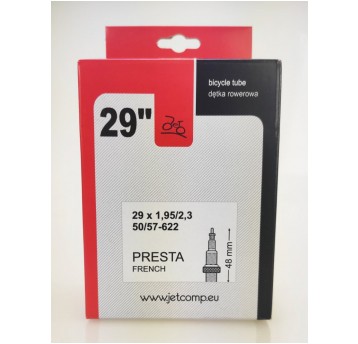 bicycle tube
dętka rowerowa
29"
29 x 1,95/2,3
50/57-622
PRESTA
FRENCH
48 mm
www.jetcomp.eu